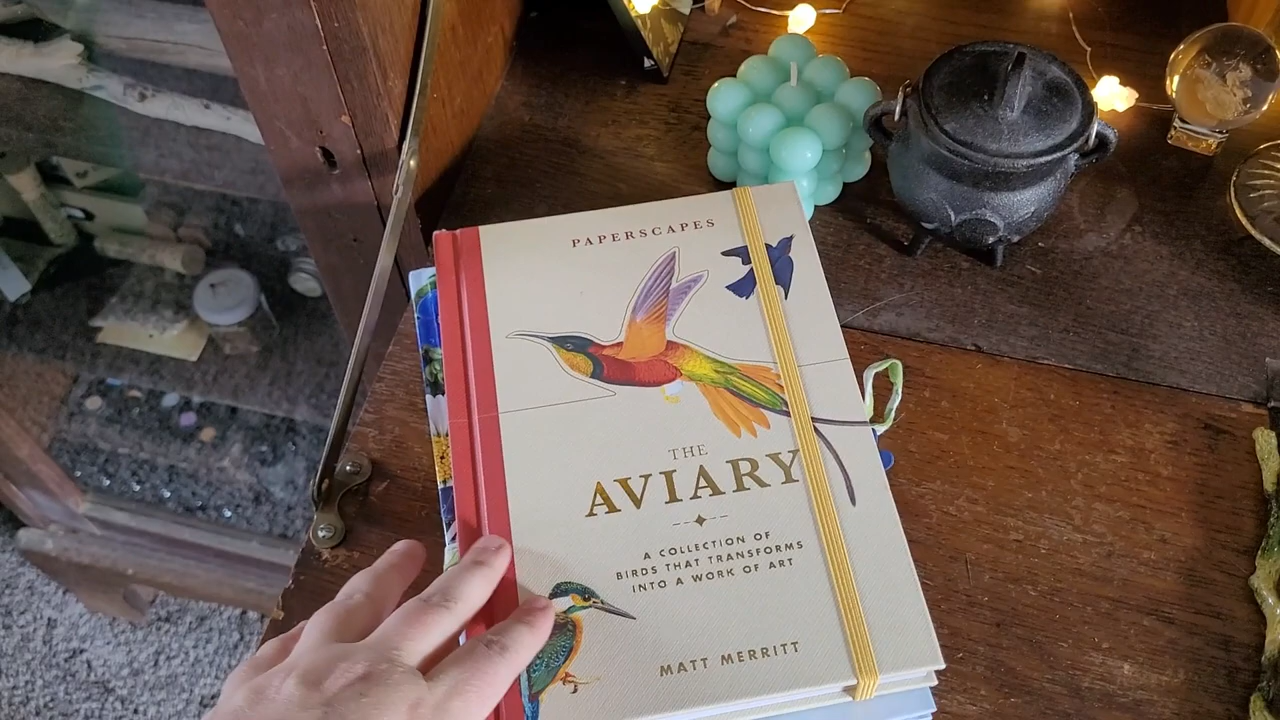 PAPERSCAPES
THE
AVIARY
A COLLECTION OF
BIRDS THAT TRANSFORMS
INTO A WORK OF ART
MATT MERRITT